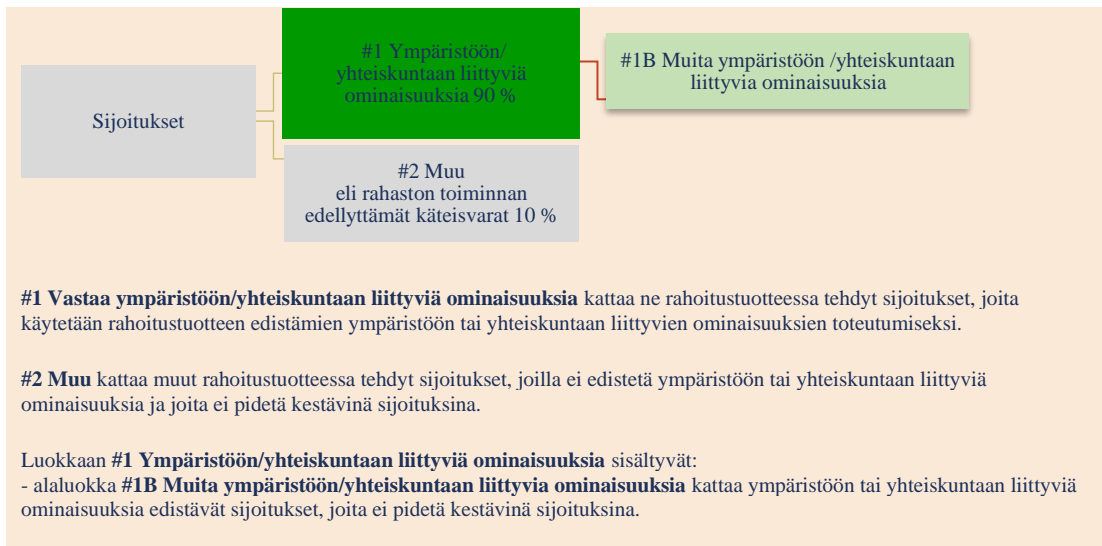 Sijoitukset
#1 Ympäristöön/
yhteiskuntaan liittyviä
ominaisuuksia 90 %
#1B Muita ympäristöön /yhteiskuntaan
liittyvia ominaisuuksia
#2 Muu
eli rahaston toiminnan
edellyttämät käteisvarat 10 %
#1 Vastaa ympäristöön/yhteiskuntaan liittyviä ominaisuuksia kattaa ne rahoitustuotteessa tehdyt sijoitukset, joita
käytetään rahoitustuotteen edistämien ympäristöön tai yhteiskuntaan liittyvien ominaisuuksien toteutumiseksi.
#2 Muu kattaa muut rahoitustuotteessa tehdyt sijoitukset, joilla ei edistetä ympäristöön tai yhteiskuntaan liittyviä
ominaisuuksia ja joita ei pidetä kestävinä sijoituksina.
Luokkaan #1 Ympäristöön/yhteiskuntaan liittyviä ominaisuuksia sisältyvät:
- alaluokka #1B Muita ympäristöön/yhteiskuntaan liittyvia ominaisuuksia kattaa ympäristöön tai yhteiskuntaan liittyviä
ominaisuuksia edistävät sijoitukset, joita ei pidetä kestävinä sijoituksina.